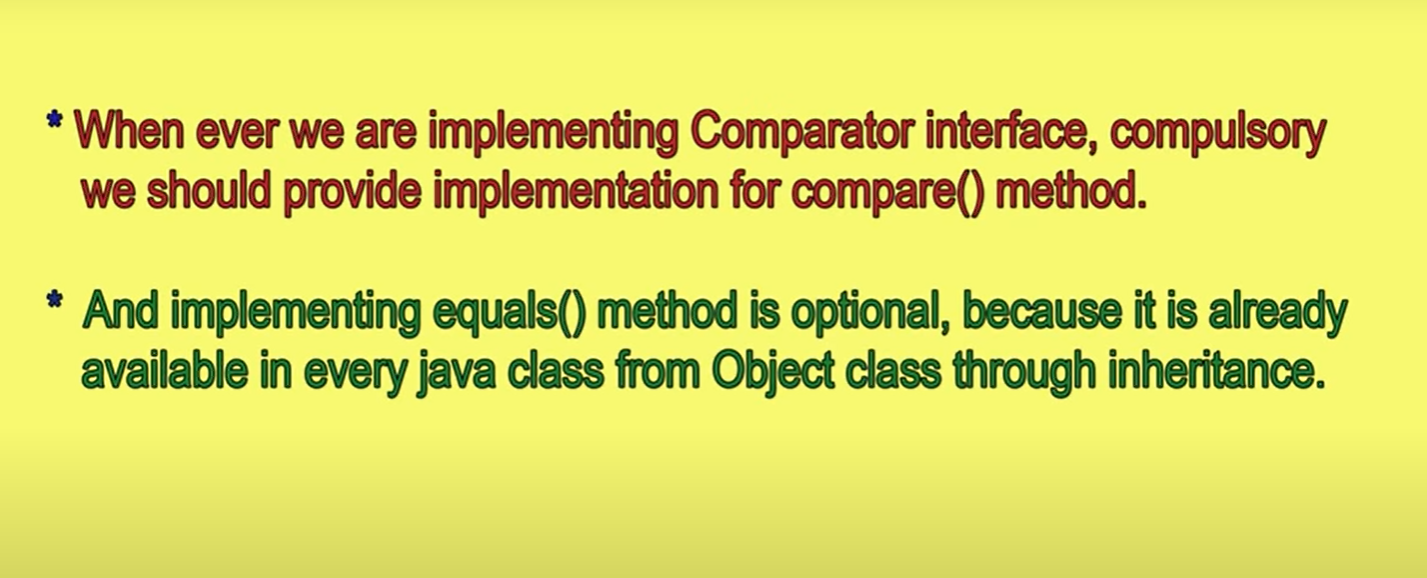 * When ever we are implementing Comparator interface, compulsory
we should provide implementation for compare() method.
* And implementing equals() method is optional, because it is already
available in every java class from Object class through inheritance.